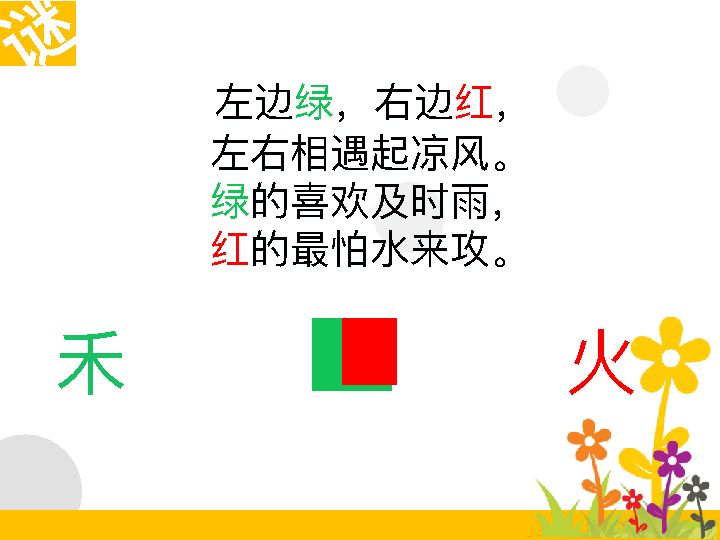 谜
左边绿，右边红，
左右相遇起凉风。
绿的喜欢及时雨，
红的最怕水来攻。
禾 火